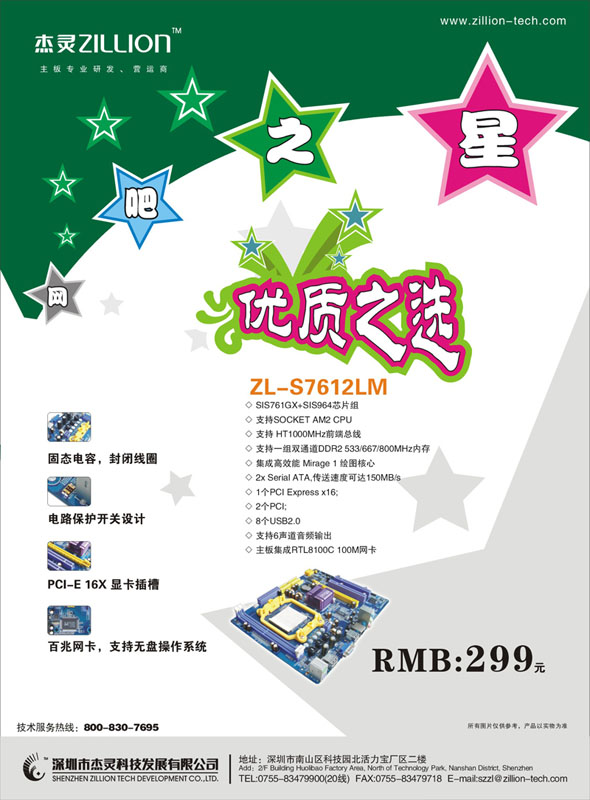 www.zillion-tech.com
杰灵ZILLION™
主板专业研发、营运商
网吧之星
优质之选
ZL-S7612LM
◇ SIS761GX+SIS964芯片组
◇ 支持SOCKET AM2 CPU
◇ 支持 HT1000MHz前端总线
◇ 支持一组双通道DDR2 533/667/800MHz内存
◇ 集成高效能 Mirage 1 绘图核心
◇ 2x Serial ATA,传送速度可达150MB/s
◇ 1个PCI Express x16;
◇ 2个PCI;
◇ 8个USB2.0
◇ 支持6声道音频输出
◇ 主板集成RTL8100C 100M网卡
固态电容，封闭线圈
电路保护开关设计
PCI-E 16X 显卡插槽
百兆网卡，支持无盘操作系统
RMB:299元
技术服务热线：800-830-7695
所有图片仅供参考，产品以实物为准
深圳市杰灵科技发展有限公司
SHENZHEN ZILLION TECH DEVELOPMENT CO.,LTD.
地址：深圳市南山区科技园北活力宝厂区二楼
Add：2/F Building Huolibao Factory Area, North of Technology Park, Nanshan District, Shenzhen
TEL:0755-83479900(20线) FAX:0755-83479718 E-mail:szzl@zillion-tech.com